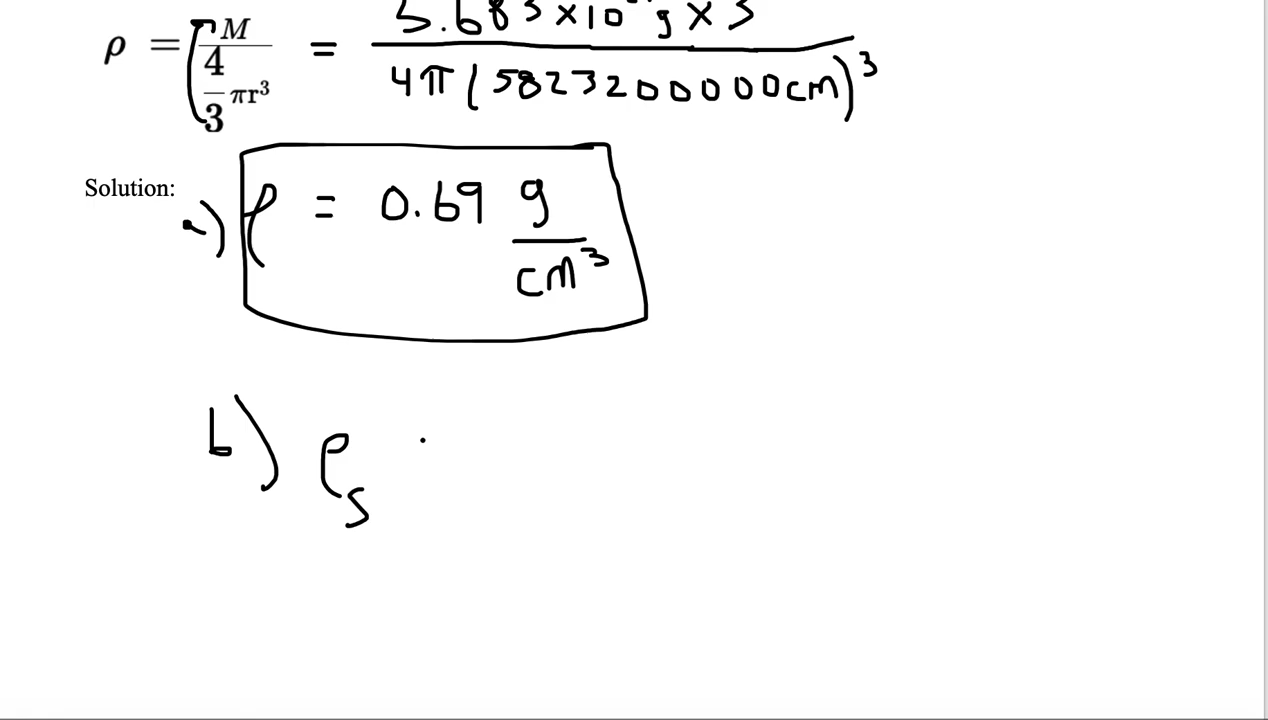 ρ = M / (4/3 πr³) = 5.683 ×10 g × 3 / 4π(5823200000cm)³
Solution:
a) ρ = 0.69 g/cm³
b) ρs